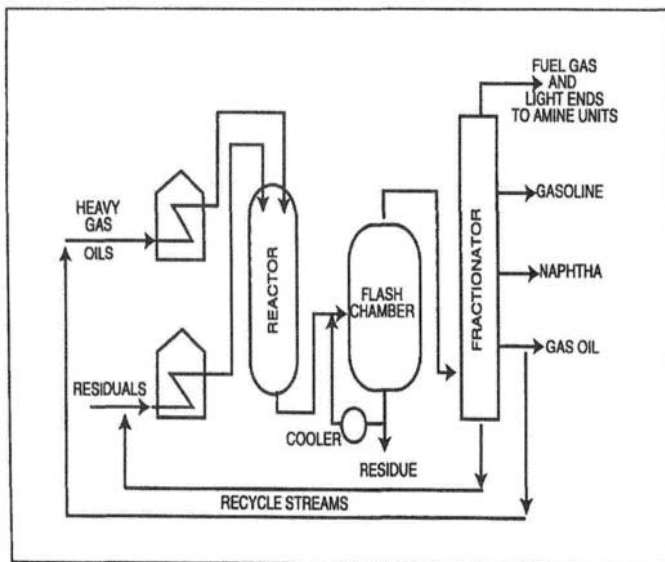 FUEL GAS
AND
LIGHT ENDS
TO AMINE UNITS
GASOLINE
HEAVY
GAS
OILS
REACTOR
FLASH
CHAMBER
FRACTIONATOR
NAPHTHA
GAS OIL
RESIDUALS
COOLER
RESIDUE
RECYCLE STREAMS